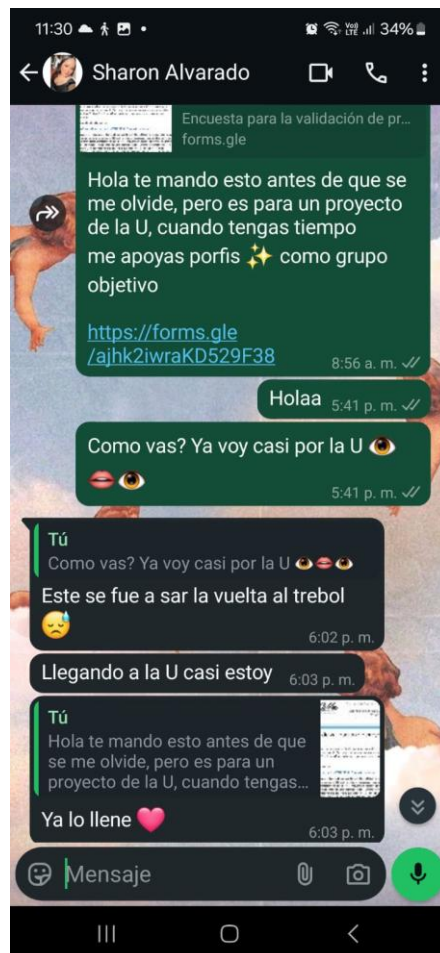 11:30
34%
Sharon Alvarado
Encuesta para la validación de pr...
forms.gle
Hola te mando esto antes de que se
me olvide, pero es para un proyecto
de la U, cuando tengas tiempo
me apoyas porfis ✨ como grupo
objetivo
https://forms.gle
/ajhk2iwraKD529F38
8:56 a. m.
Holaa
5:41 p. m.
Como vas? Ya voy casi por la U 👁
👄👁
5:41 p. m.
Tú
Como vas? Ya voy casi por la U 👁👄👁
Este se fue a sar la vuelta al trebol
😓
6:02 p. m.
Llegando a la U casi estoy
6:03 p. m.
Tú
Hola te mando esto antes de que
se me olvide, pero es para un
proyecto de la U, cuando tengas...
Ya lo llene 💗
6:03 p. m.
Mensaje